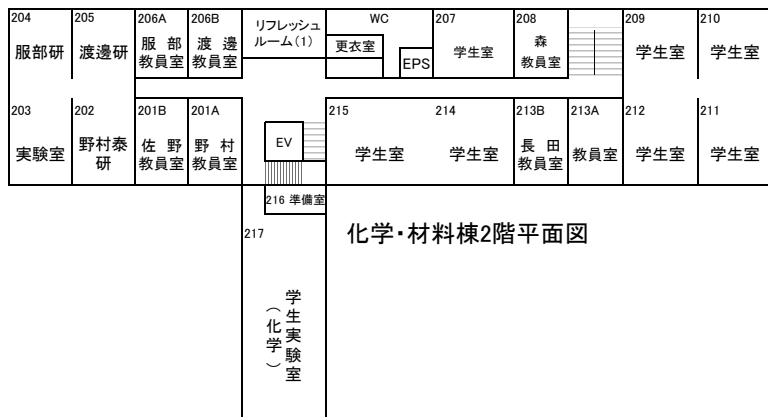 204
服部研
205
渡邊研
206A
服部
教員室
206B
渡邊
教員室
リフレッシュ
ルーム(1)
WC
更衣室
EPS
207
学生室
208
森
教員室
209
学生室
210
学生室
203
実験室
202
野村泰
研
201B
佐野
教員室
201A
野村
教員室
EV
215
学生室
214
学生室
213B
長田
教員室
213A
教員室
212
学生室
211
学生室
216 準備室
217
学生実験室
(化学)
化学・材料棟2階平面図